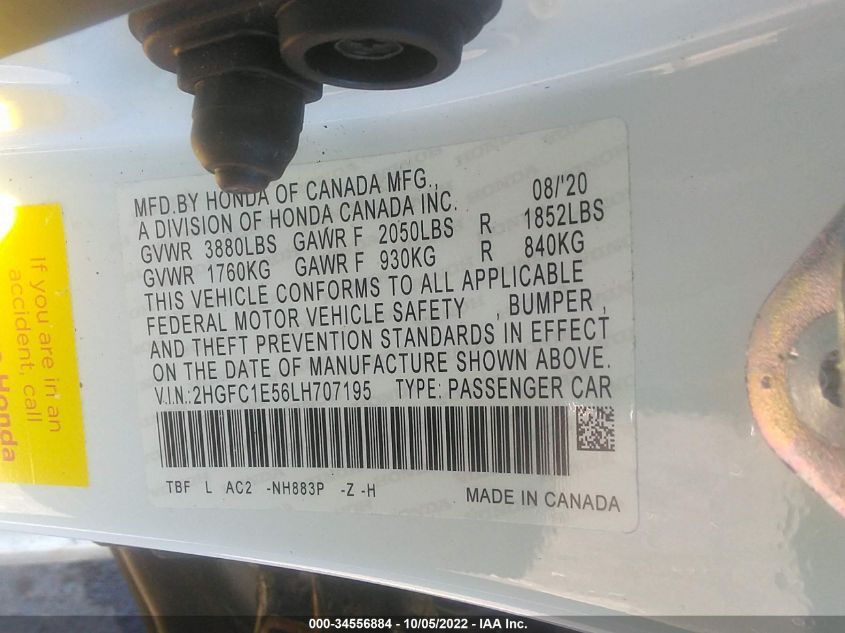 MFD.BY HONDA OF CANADA MFG., 08/'20
A DIVISION OF HONDA CANADA INC.
GVWR 3880LBS GAWR F 2050LBS R 1852LBS
GVWR 1760KG GAWR F 930KG R 840KG
THIS VEHICLE CONFORMS TO ALL APPLICABLE
FEDERAL MOTOR VEHICLE SAFETY , BUMPER ,
AND THEFT PREVENTION STANDARDS IN EFFECT
ON THE DATE OF MANUFACTURE SHOWN ABOVE.
V.I.N.:2HGFC1E56LH707195 TYPE: PASSENGER CAR
TBF L AC2 -NH883P -Z -H MADE IN CANADA
If you are in an
accident, call
Honda
000-34556884 - 10/05/2022 - IAA Inc.